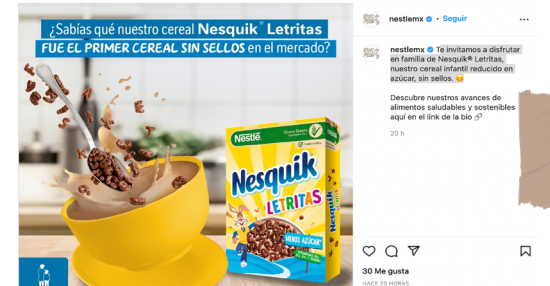 ¿Sabías qué nuestro cereal Nesquik® Letritas
FUE EL PRIMER CEREAL SIN SELLOS en el mercado?
Nestlé
Nesquik
LETRITAS
MENOS AZÚCAR
nestlemx • Seguir
nestlemx Te invitamos a disfrutar
en familia de Nesquik® Letritas,
nuestro cereal infantil reducido en
azúcar, sin sellos.
Descubre nuestros avances de
alimentos saludables y sostenibles
aquí en el link de la bio
20 h
30 Me gusta
HACE 20 HORAS